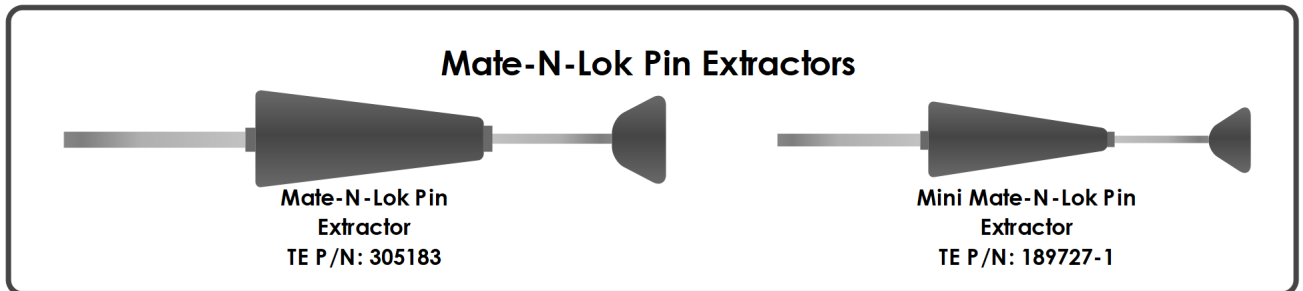 Mate-N-Lok Pin Extractors
Mate-N-Lok Pin
Extractor
TE P/N: 305183
Mini Mate-N-Lok Pin
Extractor
TE P/N: 189727-1